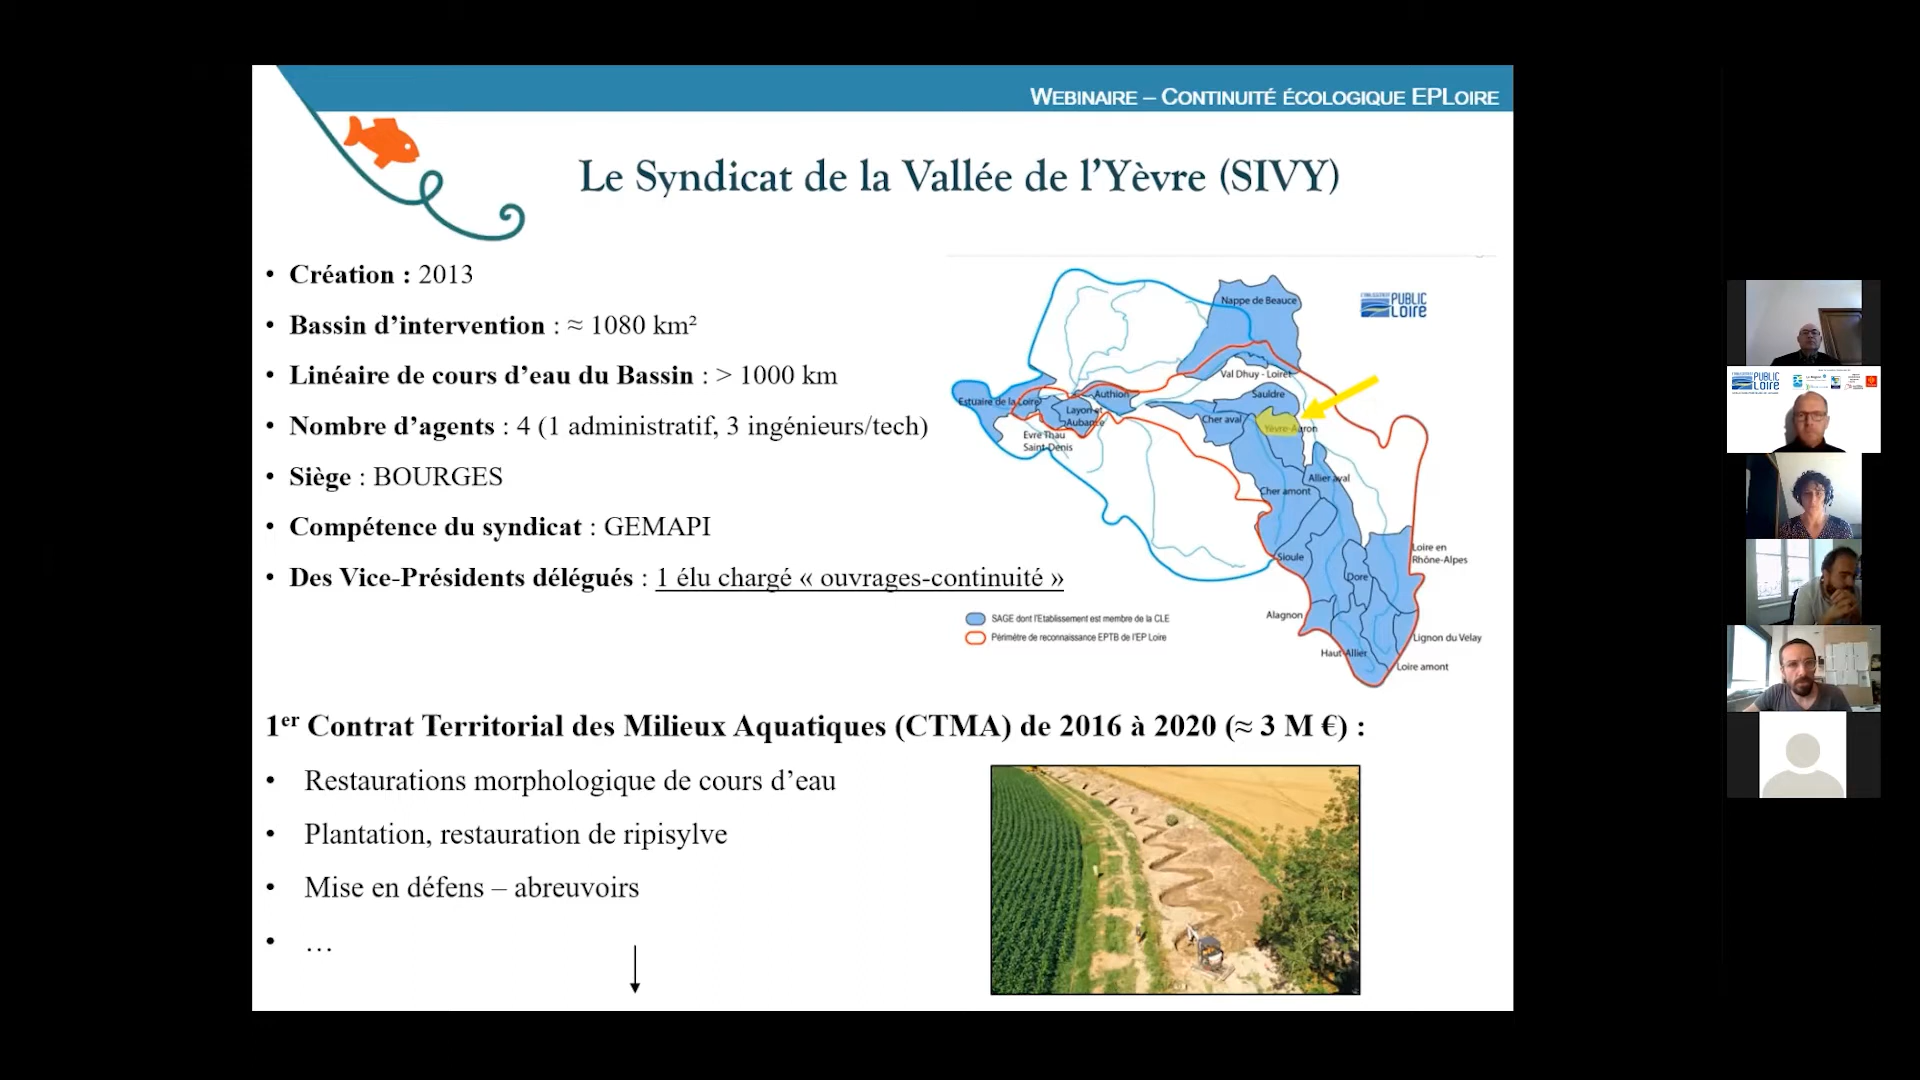 WEBINAIRE – CONTINUITÉ ÉCOLOGIQUE EPLOIRE
Le Syndicat de la Vallée de l'Yèvre (SIVY)
• Création : 2013
• Bassin d'intervention : ≈ 1080 km²
• Linéaire de cours d'eau du Bassin : > 1000 km
• Nombre d'agents : 4 (1 administratif, 3 ingénieurs/tech)
• Siège : BOURGES
• Compétence du syndicat : GEMAPI
• Des Vice-Présidents délégués : 1 élu chargé « ouvrages-continuité »
Nappe de Beauce
PUBLIC
LOIRE
Val Dhuy - Loiret
Estuaire de la Loire
Authion
Sauldre
Layon et
Aubance
Cher aval
Yèvre-Auron
Evre Thau
Saint-Denis
Allier aval
Cher amont
Loire en
Rhône-Alpes
Sioule
Dore
Alagnon
Lignon du Velay
Haut Allier
Loire amont
SAGE dont l'Etablissement est membre de la CLE
Périmètre de reconnaissance EPTB de l'EP Loire
1er Contrat Territorial des Milieux Aquatiques (CTMA) de 2016 à 2020 (≈ 3 M €) :
• Restaurations morphologique de cours d'eau
• Plantation, restauration de ripisylve
• Mise en défens – abreuvoirs
• …
PUBLIC
LOIRE